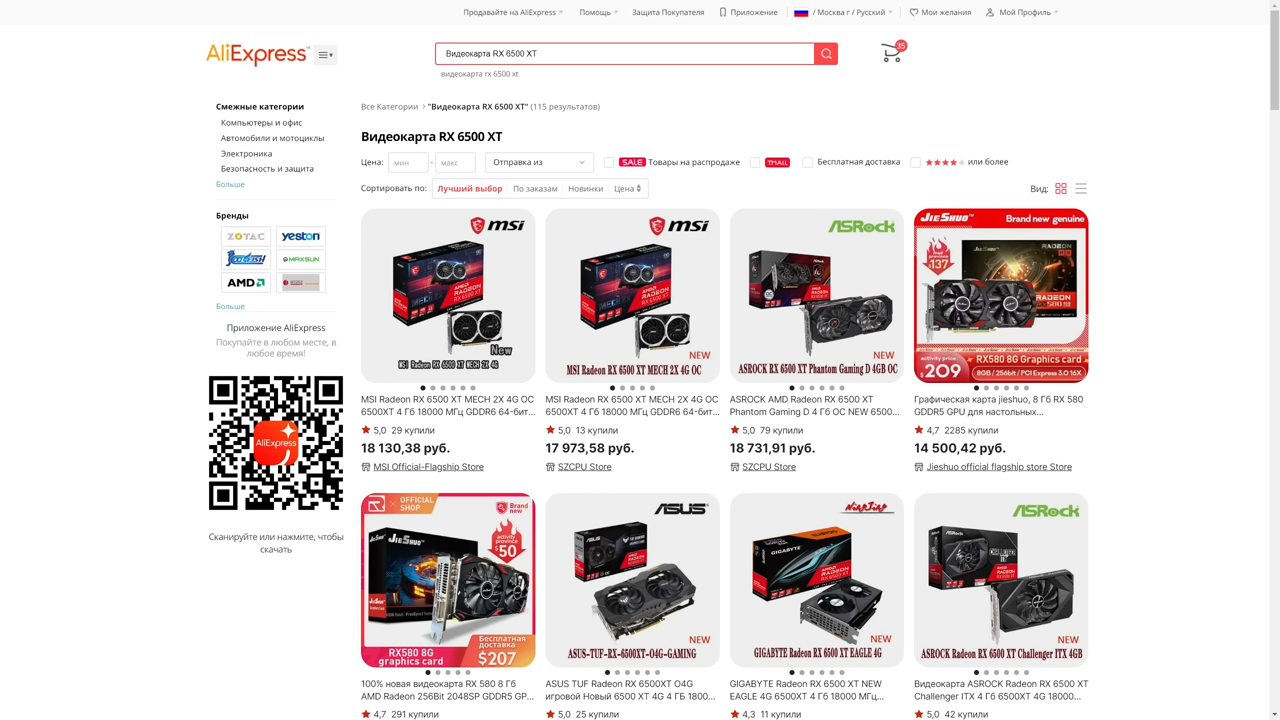 Продавайте на AliExpress
Помощь
Защита Покупателя
Приложение
/ Москва г / Русский
Мои желания
Мой Профиль
AliExpress
Видеокарта RX 6500 XT
35
видеокарта rx 6500 xt
Смежные категории
Компьютеры и офис
Автомобили и мотоциклы
Электроника
Безопасность и защита
Больше
Бренды
ZOTAC
yeston
MAXSUN
AMD
Больше
Приложение AliExpress
Покупайте в любом месте, в
любое время!
AliExpress
Сканируйте или нажмите, чтобы
скачать
Все Категории > "Видеокарта RX 6500 XT" (115 результатов)
Видеокарта RX 6500 XT
Цена: мин - макс
Отправка из
SALE Товары на распродаже
TMALL
Бесплатная доставка
или более
Сортировать по: Лучший выбор По заказам Новинки Цена
Вид:
msi
New
MSI Radeon RX 6500 XT MECH 2X 4G
MSI Radeon RX 6500 XT MECH 2X 4G OC
6500XT 4 Гб 18000 МГц GDDR6 64-бит...
5,0 29 купили
18 130,38 руб.
MSI Official-Flagship Store
msi
NEW
MSI Radeon RX 6500 XT MECH 2X 4G OC
MSI Radeon RX 6500 XT MECH 2X 4G OC
6500XT 4 Гб 18000 МГц GDDR6 64-бит...
5,0 13 купили
17 973,58 руб.
SZCPU Store
ASRock
NEW
ASROCK RX 6500 XT Phantom Gaming D 4GB OC
ASROCK AMD Radeon RX 6500 XT
Phantom Gaming D 4 Гб OC NEW 6500...
5,0 79 купили
18 731,91 руб.
SZCPU Store
JIESHUO
Brand new genuine
137
RADEON
RX 580
activity price
$209
RX580 8G Graphics card
8GB / 256bit / PCI Express 3.0 16X
Графическая карта jieshuo, 8 Гб RX 580
GDDR5 GPU для настольных...
4,7 2285 купили
14 500,42 руб.
Jieshuo official flagship store Store
OFFICIAL
SHOP
Brand
new
JIESHUO
$50
RX580 8G
graphics card
Бесплатная
доставка
$207
100% новая видеокарта RX 580 8 Гб
AMD Radeon 256Bit 2048SP GDDR5 GP...
4,7 291 купили
ASUS
NEW
ASUS-TUF-RX-6500XT-O4G-GAMING
ASUS TUF Radeon RX 6500XT O4G
игровой Новый 6500 XT 4G 4 ГБ 1800...
5,0 25 купили
NINJAJING
GIGABYTE
NEW
GIGABYTE Radeon RX 6500 XT EAGLE 4G
GIGABYTE Radeon RX 6500 XT NEW
EAGLE 4G 6500XT 4 Гб 18000 МГц...
4,3 11 купили
ASRock
NEW
ASROCK Radeon RX 6500 XT Challenger ITX 4GB
Видеокарта ASROCK Radeon RX 6500 XT
Challenger ITX 4 Гб 6500XT 4G 18000...
5,0 42 купили